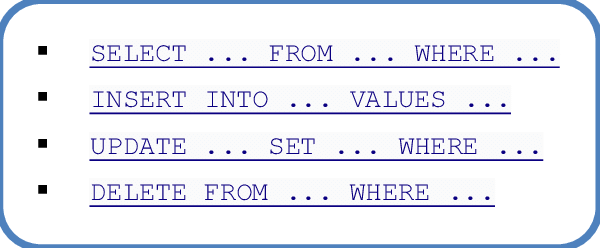 SELECT ... FROM ... WHERE ...
INSERT INTO ... VALUES ...
UPDATE ... SET ... WHERE ...
DELETE FROM ... WHERE ...